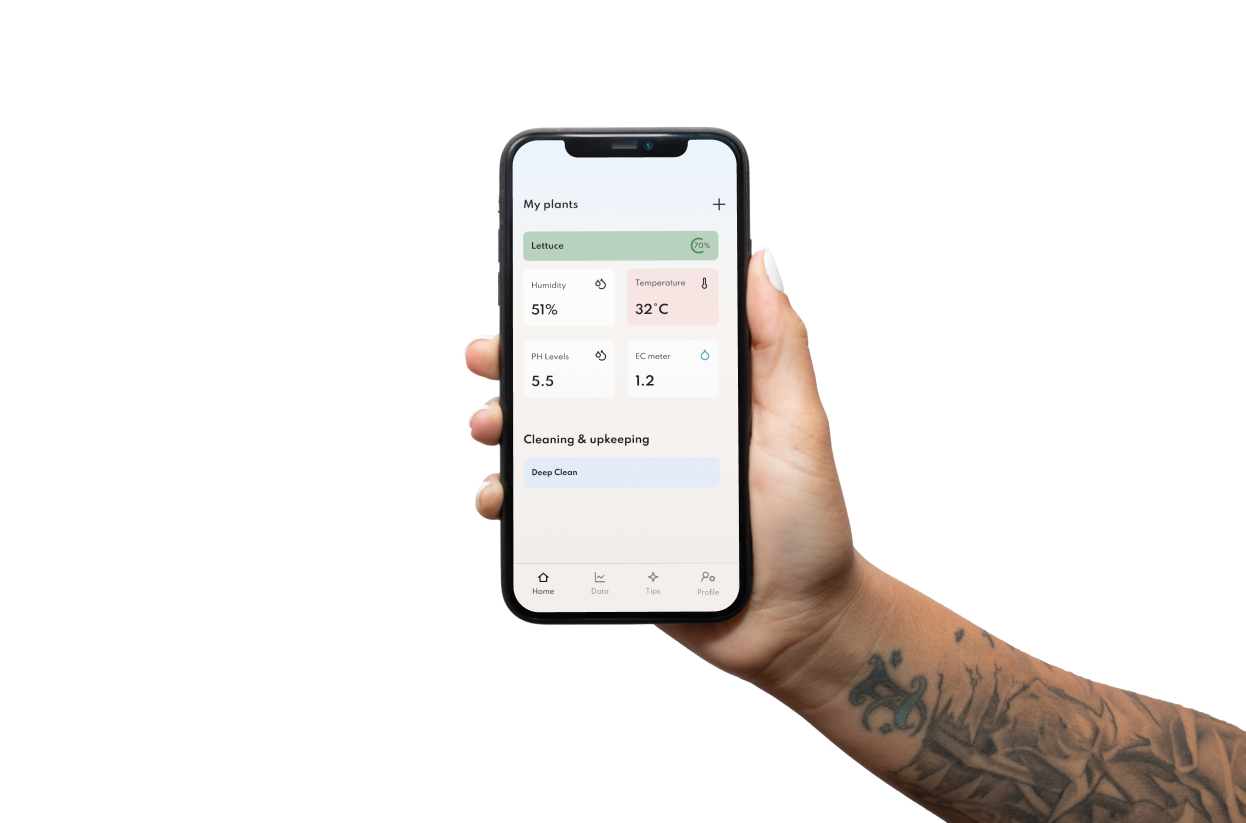 My plants
Lettuce 70%
Humidity Temperature
51% 32°C
PH Levels EC meter
5.5 1.2
Cleaning & upkeeping
Deep Clean
Home Data Tips Profile